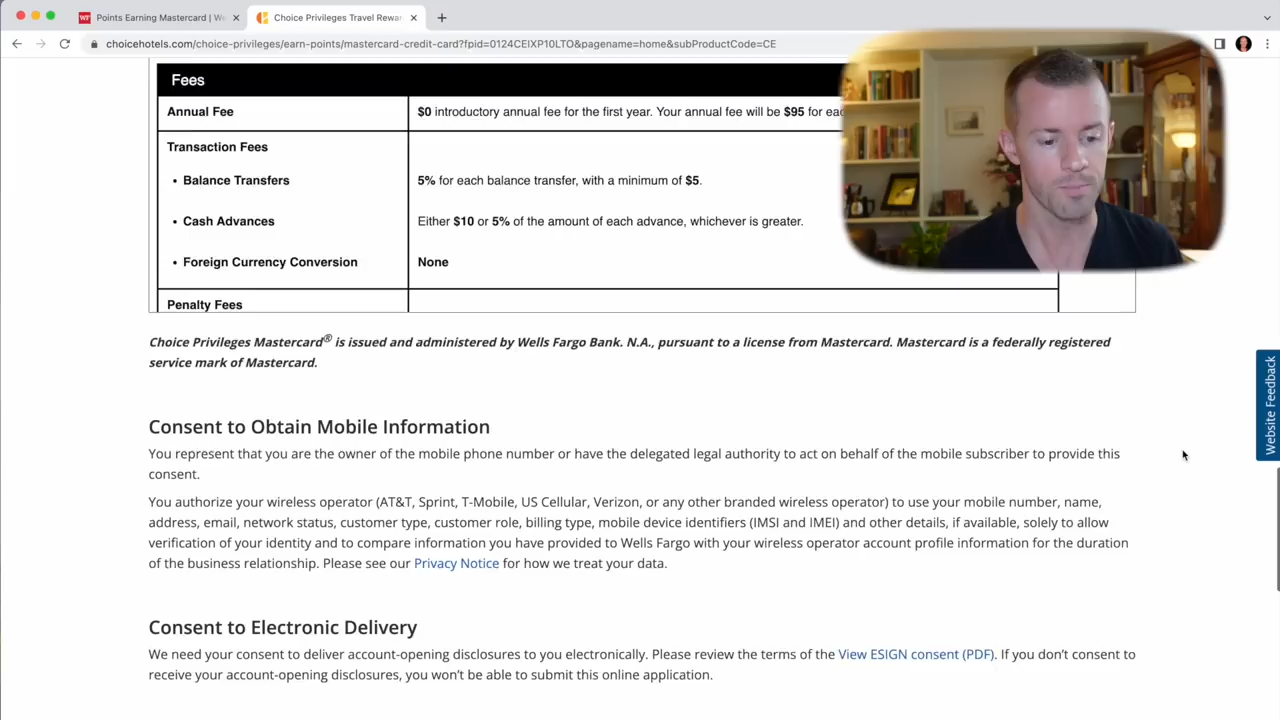 Points Earning Mastercard | We
Choice Privileges Travel Rewar
choicehotels.com/choice-privileges/earn-points/mastercard-credit-card?fpid=0124CEIXP10LTO&pagename=home&subProductCode=CE
Fees
Annual Fee
$0 introductory annual fee for the first year. Your annual fee will be $95 for eac
Transaction Fees
• Balance Transfers
5% for each balance transfer, with a minimum of $5.
• Cash Advances
Either $10 or 5% of the amount of each advance, whichever is greater.
• Foreign Currency Conversion
None
Penalty Fees
Choice Privileges Mastercard® is issued and administered by Wells Fargo Bank. N.A., pursuant to a license from Mastercard. Mastercard is a federally registered
service mark of Mastercard.
Website Feedback
Consent to Obtain Mobile Information
You represent that you are the owner of the mobile phone number or have the delegated legal authority to act on behalf of the mobile subscriber to provide this
consent.
You authorize your wireless operator (AT&T, Sprint, T-Mobile, US Cellular, Verizon, or any other branded wireless operator) to use your mobile number, name,
address, email, network status, customer type, customer role, billing type, mobile device identifiers (IMSI and IMEI) and other details, if available, solely to allow
verification of your identity and to compare information you have provided to Wells Fargo with your wireless operator account profile information for the duration
of the business relationship. Please see our Privacy Notice for how we treat your data.
Consent to Electronic Delivery
We need your consent to deliver account-opening disclosures to you electronically. Please review the terms of the View ESIGN consent (PDF). If you don't consent to
receive your account-opening disclosures, you won't be able to submit this online application.